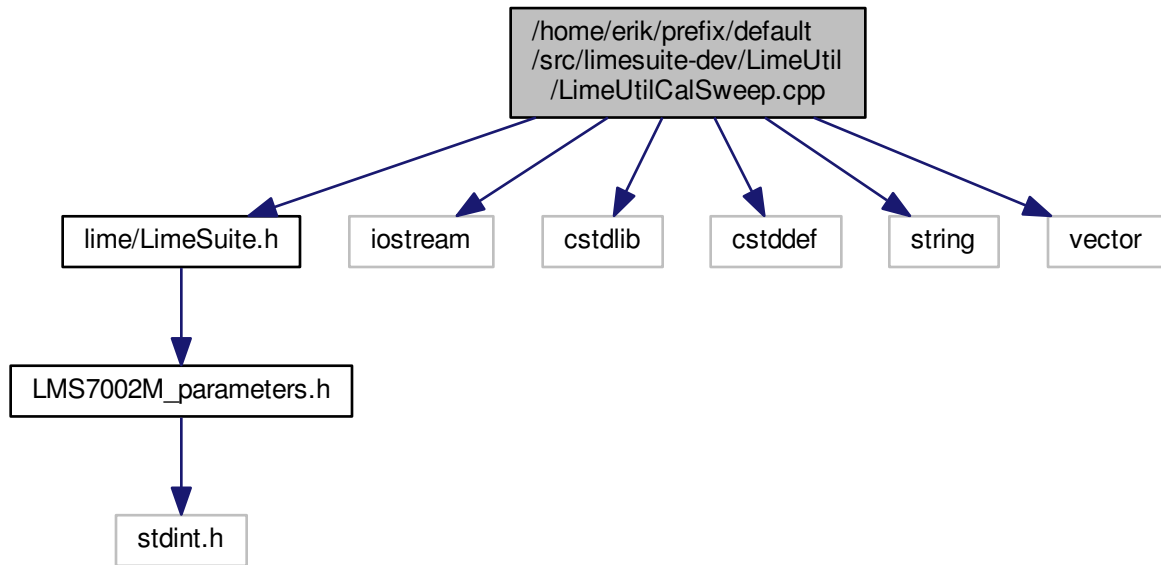 /home/erik/prefix/default
/src/limesuite-dev/LimeUtil
/LimeUtilCalSweep.cpp
lime/LimeSuite.h
iostream
cstdlib
cstddef
string
vector
LMS7002M_parameters.h
stdint.h